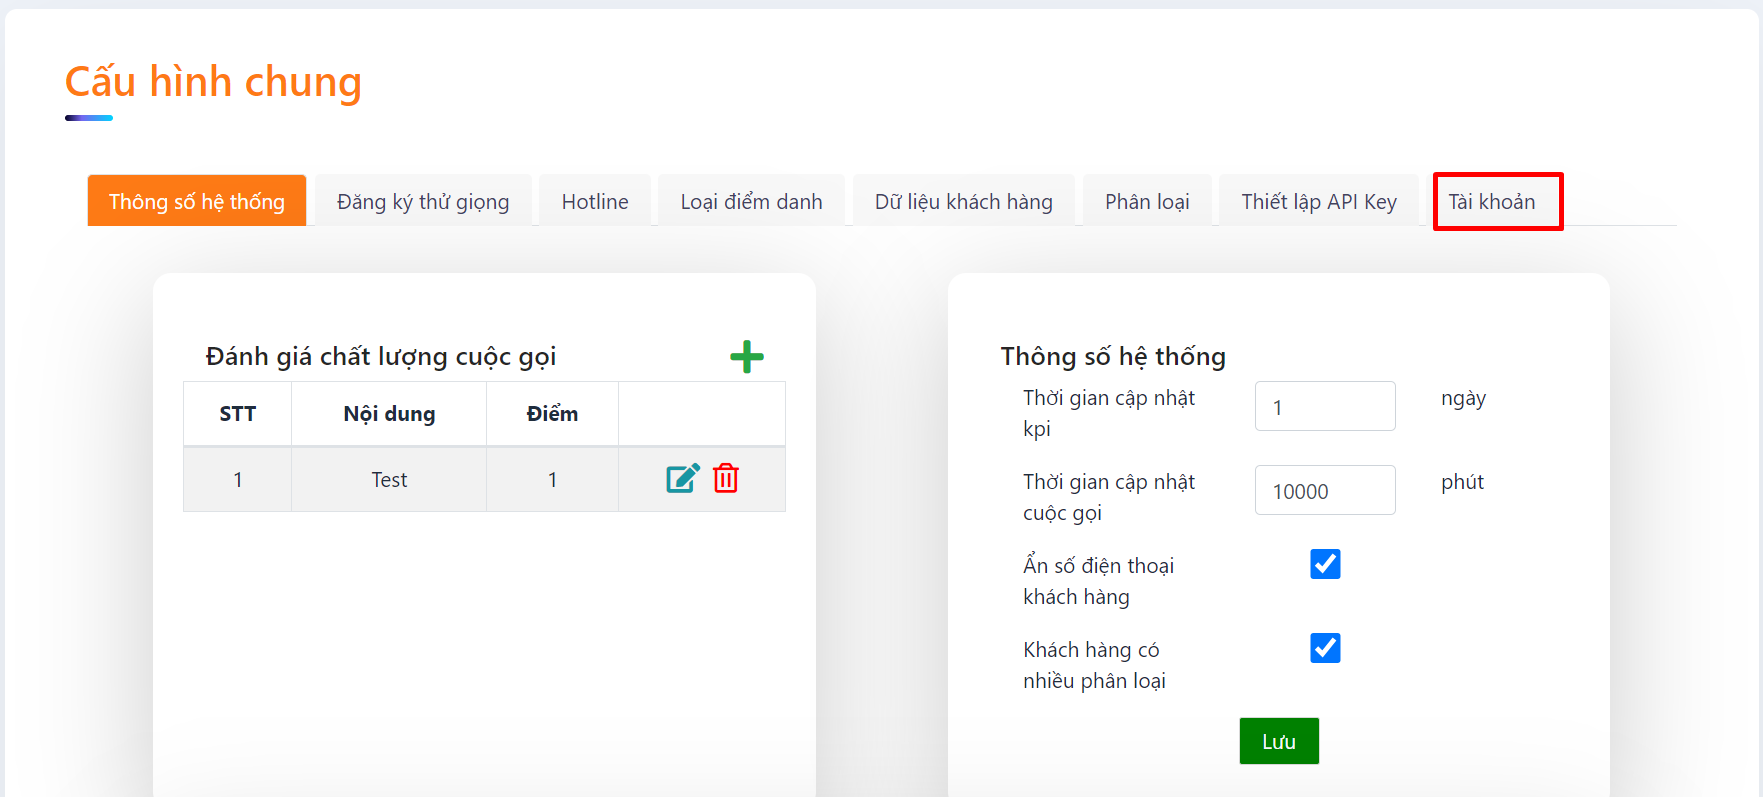 Cấu hình chung
Thông số hệ thống Đăng ký thử giọng Hotline Loại điểm danh Dữ liệu khách hàng Phân loại Thiết lập API Key Tài khoản
Đánh giá chất lượng cuộc gọi
STT Nội dung Điểm
1 Test 1
Thông số hệ thống
Thời gian cập nhật
kpi
1 ngày
Thời gian cập nhật
cuộc gọi
10000 phút
Ẩn số điện thoại
khách hàng
Khách hàng có
nhiều phân loại
Lưu